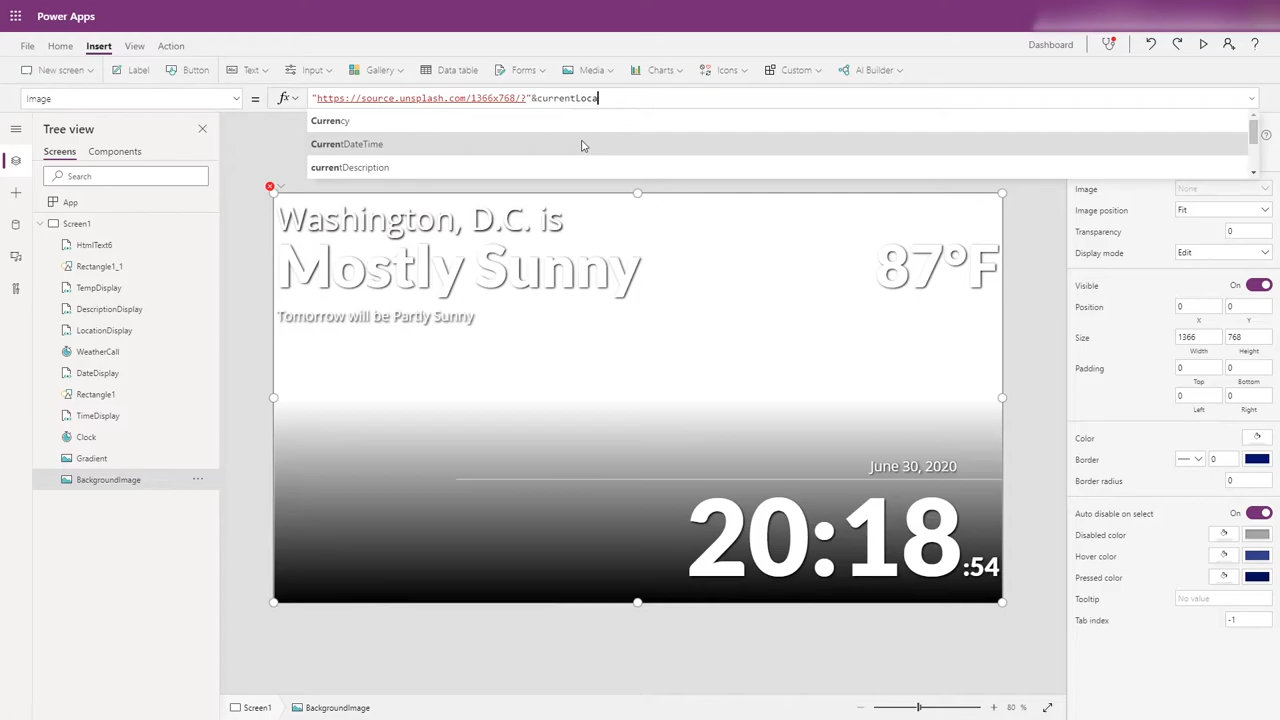 Power Apps
File Home Insert View Action Dashboard
New screen Label Button Text Input Gallery Data table Forms Media Charts Icons Custom AI Builder
Image = fx "https://source.unsplash.com/1366x768/?"&currentLoca
Currency
CurrentDateTime
currentDescription
Tree view
Screens Components
Search
App
Screen1
HtmlText6
Rectangle1_1
TempDisplay
DescriptionDisplay
LocationDisplay
WeatherCall
DateDisplay
Rectangle1
TimeDisplay
Clock
Gradient
BackgroundImage ...
Washington, D.C. is
Mostly Sunny 87°F
Tomorrow will be Partly Sunny
June 30, 2020
20:18:54
Image None
Image position Fit
Transparency 0
Display mode Edit
Visible On
Position 0 0
X Y
Size 1366 768
Width Height
Padding 0 0
Top Bottom
0 0
Left Right
Color
Border 0
Border radius 0
Auto disable on select On
Disabled color
Hover color
Pressed color
Tooltip No value
Tab index -1
Screen1 BackgroundImage 80 %